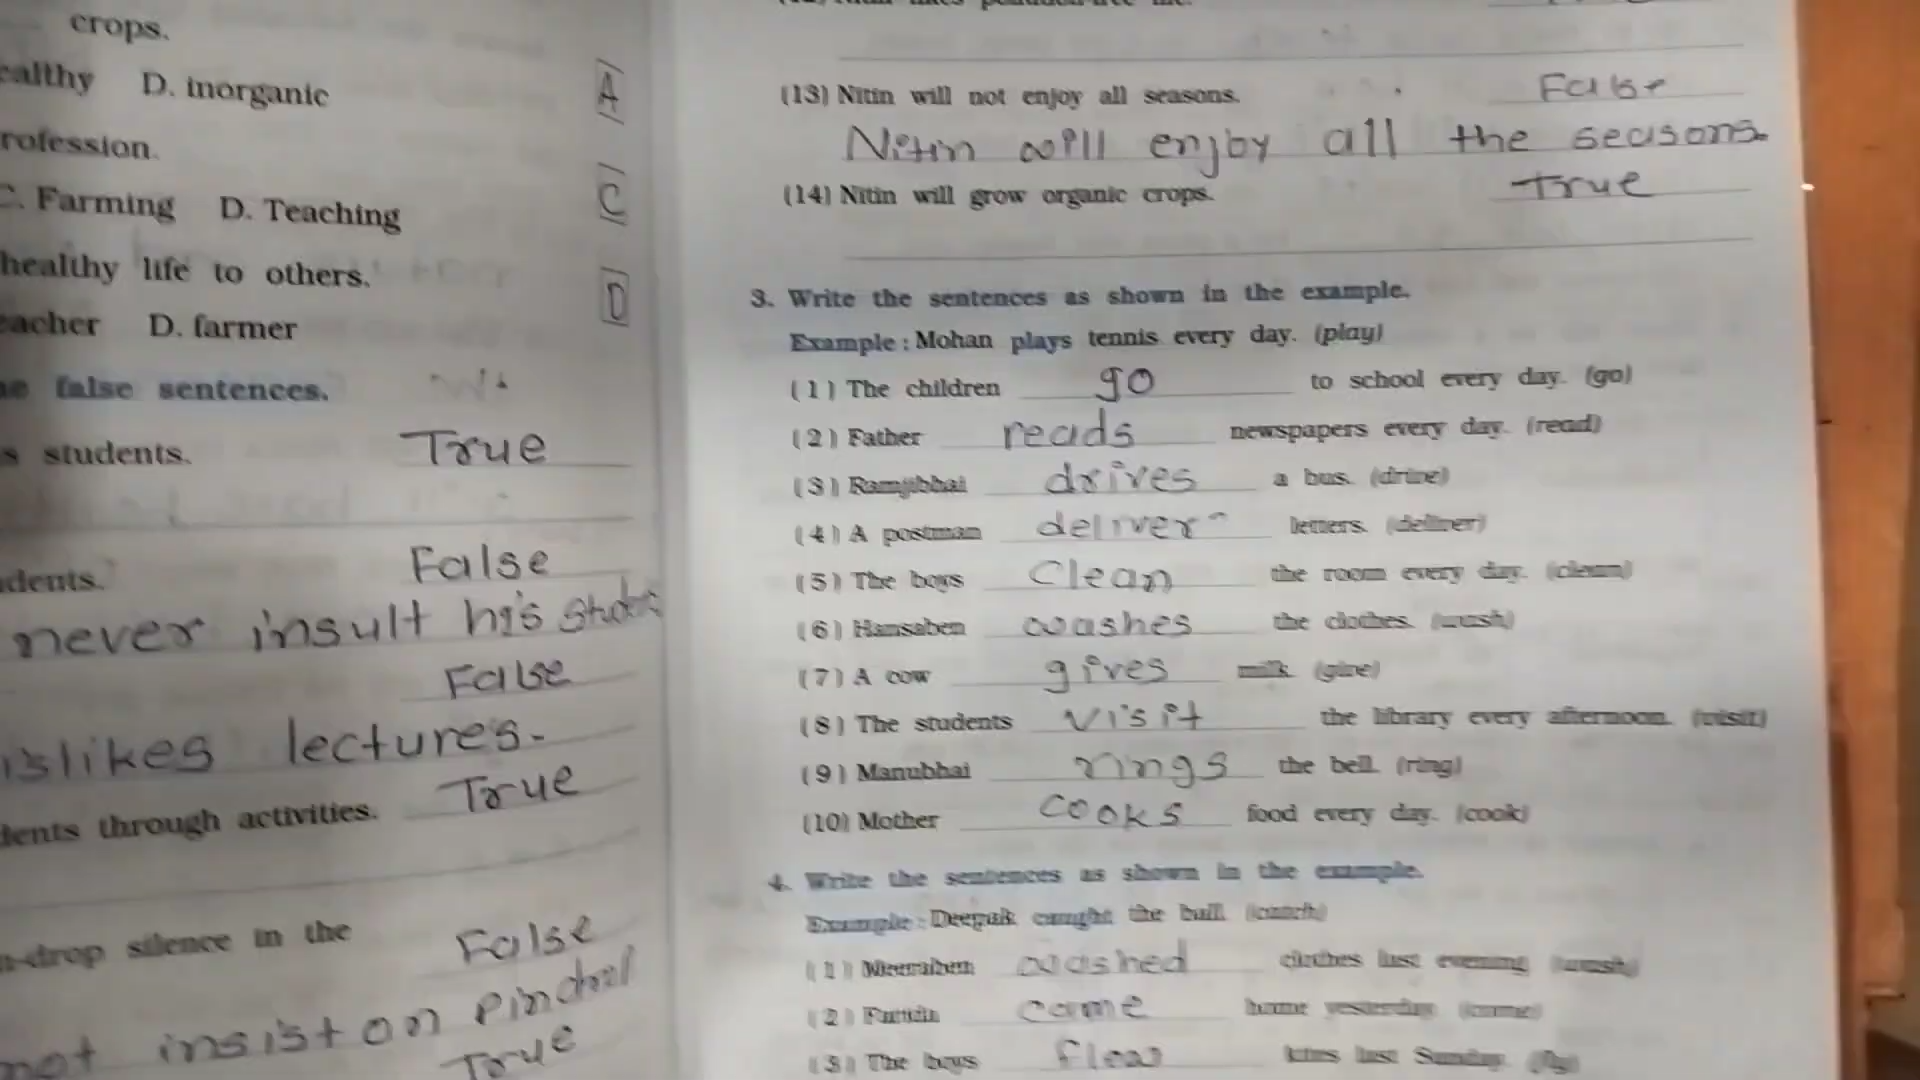 crops.
ealthy D. inorganic A
rofession.
C. Farming D. Teaching C
healthy life to others.
eacher D. farmer D
false sentences.
s students. True
dents. False
never insult his
False
islikes lectures.
dents through activities. True
n-drop silence in the False
not insist on
True
(13) Nitin will not enjoy all seasons. False
Nitin will enjoy all the seasons.
(14) Nitin will grow organic crops. True
3. Write the sentences as shown in the example.
Example : Mohan plays tennis every day. (play)
(1) The children go to school every day. (go)
(2) Father reads newspapers every day. (read)
(3) Ramjibhai drives a bus. (drive)
(4) A postman deliver letters. (deliver)
(5) The boys Clean the room every day. (clean)
(6) Hansaben washes the clothes. (wash)
(7) A cow gives milk. (give)
(8) The students visit the library every afternoon. (visit)
(9) Manubhai rings the bell. (ring)
(10) Mother cooks food every day. (cook)
4. Write the sentences as shown in the example.
Example : Deepak caught the ball. (catch)
(1) Meeraben washed clothes last evening. (wash)
(2) came home yesterday. (come)
(3) The boys flew kites last Sunday. (fly)